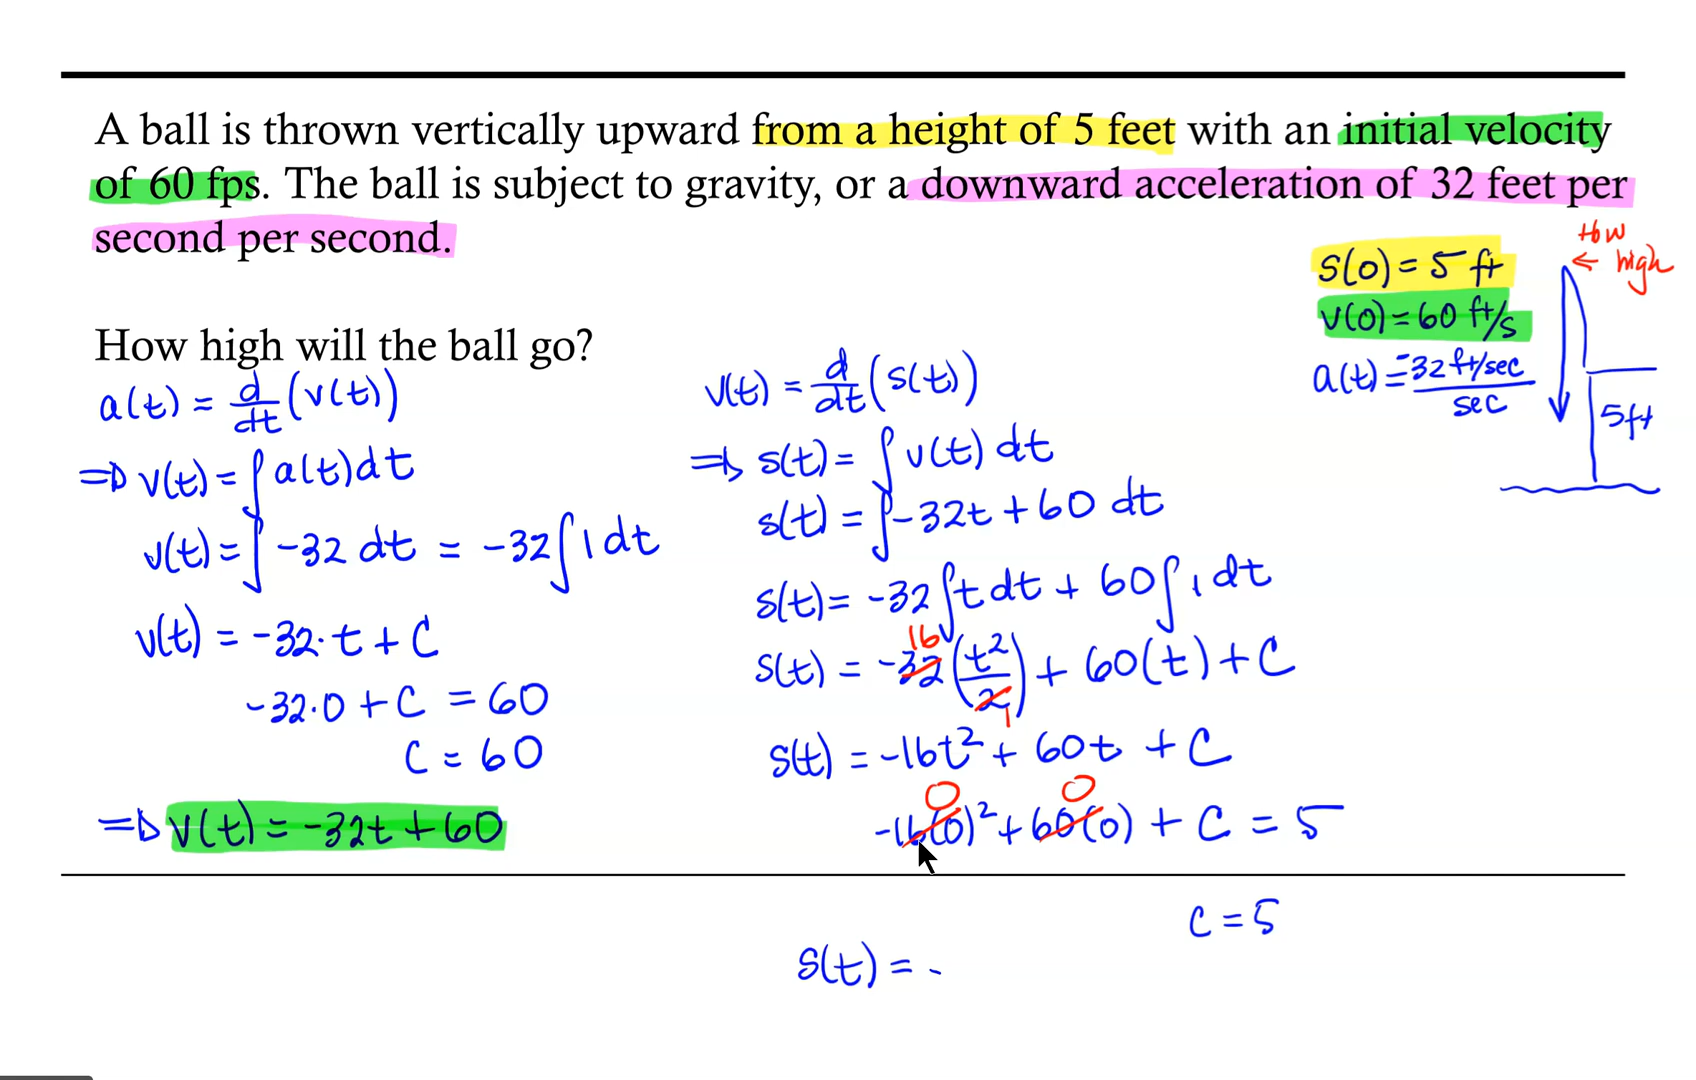 A ball is thrown vertically upward from a height of 5 feet with an initial velocity
of 60 fps. The ball is subject to gravity, or a downward acceleration of 32 feet per
second per second.
How high
s(0) = 5 ft
v(0) = 60 ft/s
a(t) = -32 ft/sec / sec
5ft
How high will the ball go?
a(t) = d/dt (v(t))
⇒ v(t) = ∫ a(t) dt
v(t) = ∫ -32 dt = -32 ∫ 1 dt
v(t) = -32·t + C
-32·0 + C = 60
C = 60
⇒ v(t) = -32t + 60
v(t) = d/dt (s(t))
⇒ s(t) = ∫ v(t) dt
s(t) = ∫ -32t + 60 dt
s(t) = -32 ∫ t dt + 60 ∫ 1 dt
16
s(t) = -32 (t²/2) + 60(t) + C
1
s(t) = -16t² + 60t + C
0 0
-16(0)² + 60(0) + C = 5
C = 5
s(t) = -